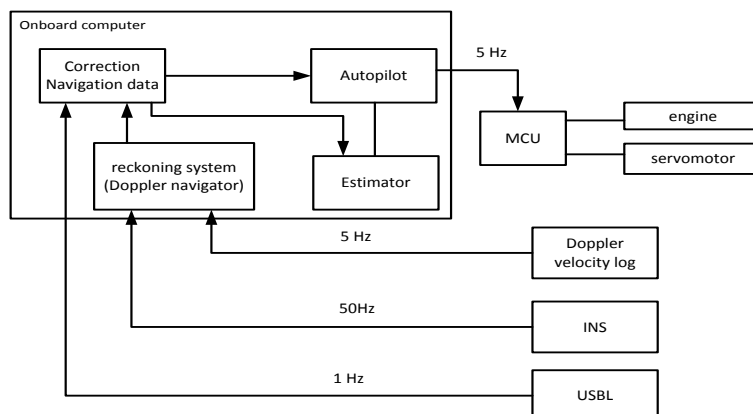 Onboard computer
Correction
Navigation data
Autopilot
5 Hz
MCU
engine
servomotor
reckoning system
(Doppler navigator)
Estimator
5 Hz
Doppler
velocity log
50Hz
INS
1 Hz
USBL